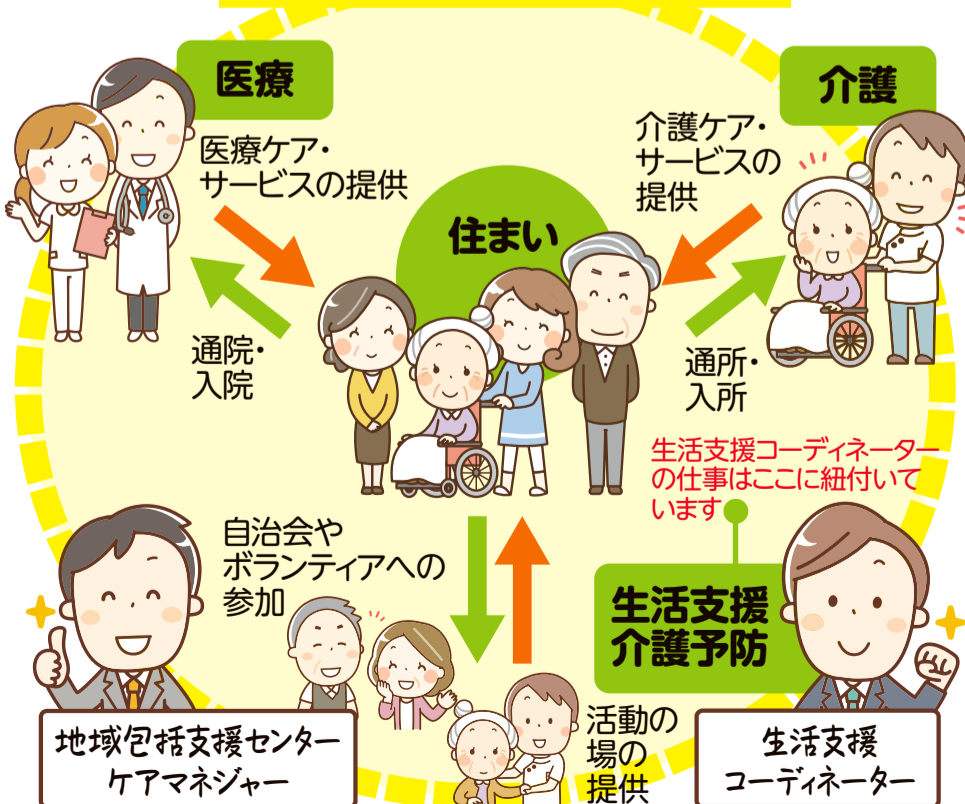 医療
介護
医療ケア・
サービスの提供
介護ケア・
サービスの
提供
住まい
通院・
入院
通所・
入所
生活支援コーディネーター
の仕事はここに紐付いて
います
自治会や
ボランティアへの
参加
生活支援
介護予防
活動の
場の
提供
地域包括支援センター
ケアマネジャー
生活支援
コーディネーター